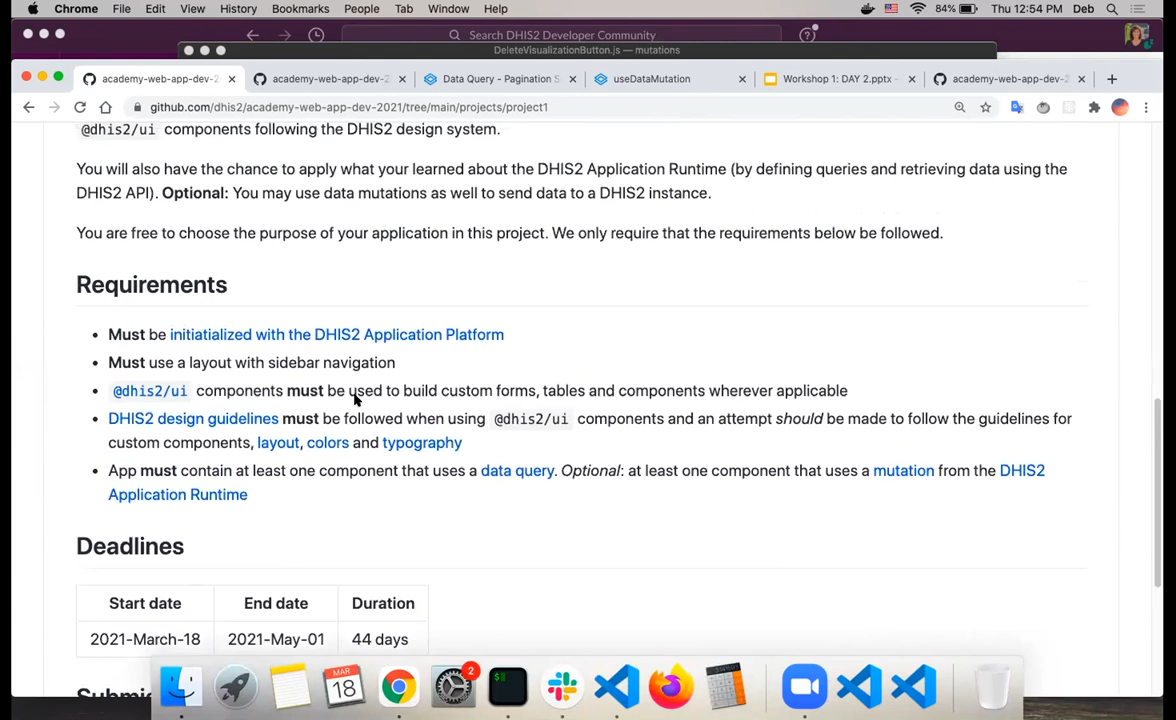 Chrome File Edit View History Bookmarks People Tab Window Help 84% Thu 12:54 PM Deb
Search DHIS2 Developer Community
DeleteVisualizationButton.js — mutations
academy-web-app-dev-2 academy-web-app-dev-2 Data Query - Pagination S useDataMutation Workshop 1: DAY 2.pptx - academy-web-app-dev-2
github.com/dhis2/academy-web-app-dev-2021/tree/main/projects/project1
@dhis2/ui components following the DHIS2 design system.
You will also have the chance to apply what your learned about the DHIS2 Application Runtime (by defining queries and retrieving data using the
DHIS2 API). Optional: You may use data mutations as well to send data to a DHIS2 instance.
You are free to choose the purpose of your application in this project. We only require that the requirements below be followed.
Requirements
Must be initiatialized with the DHIS2 Application Platform
Must use a layout with sidebar navigation
@dhis2/ui components must be used to build custom forms, tables and components wherever applicable
DHIS2 design guidelines must be followed when using @dhis2/ui components and an attempt should be made to follow the guidelines for
custom components, layout, colors and typography
App must contain at least one component that uses a data query. Optional: at least one component that uses a mutation from the DHIS2
Application Runtime
Deadlines
Start date End date Duration
2021-March-18 2021-May-01 44 days
MAR
18
2
$